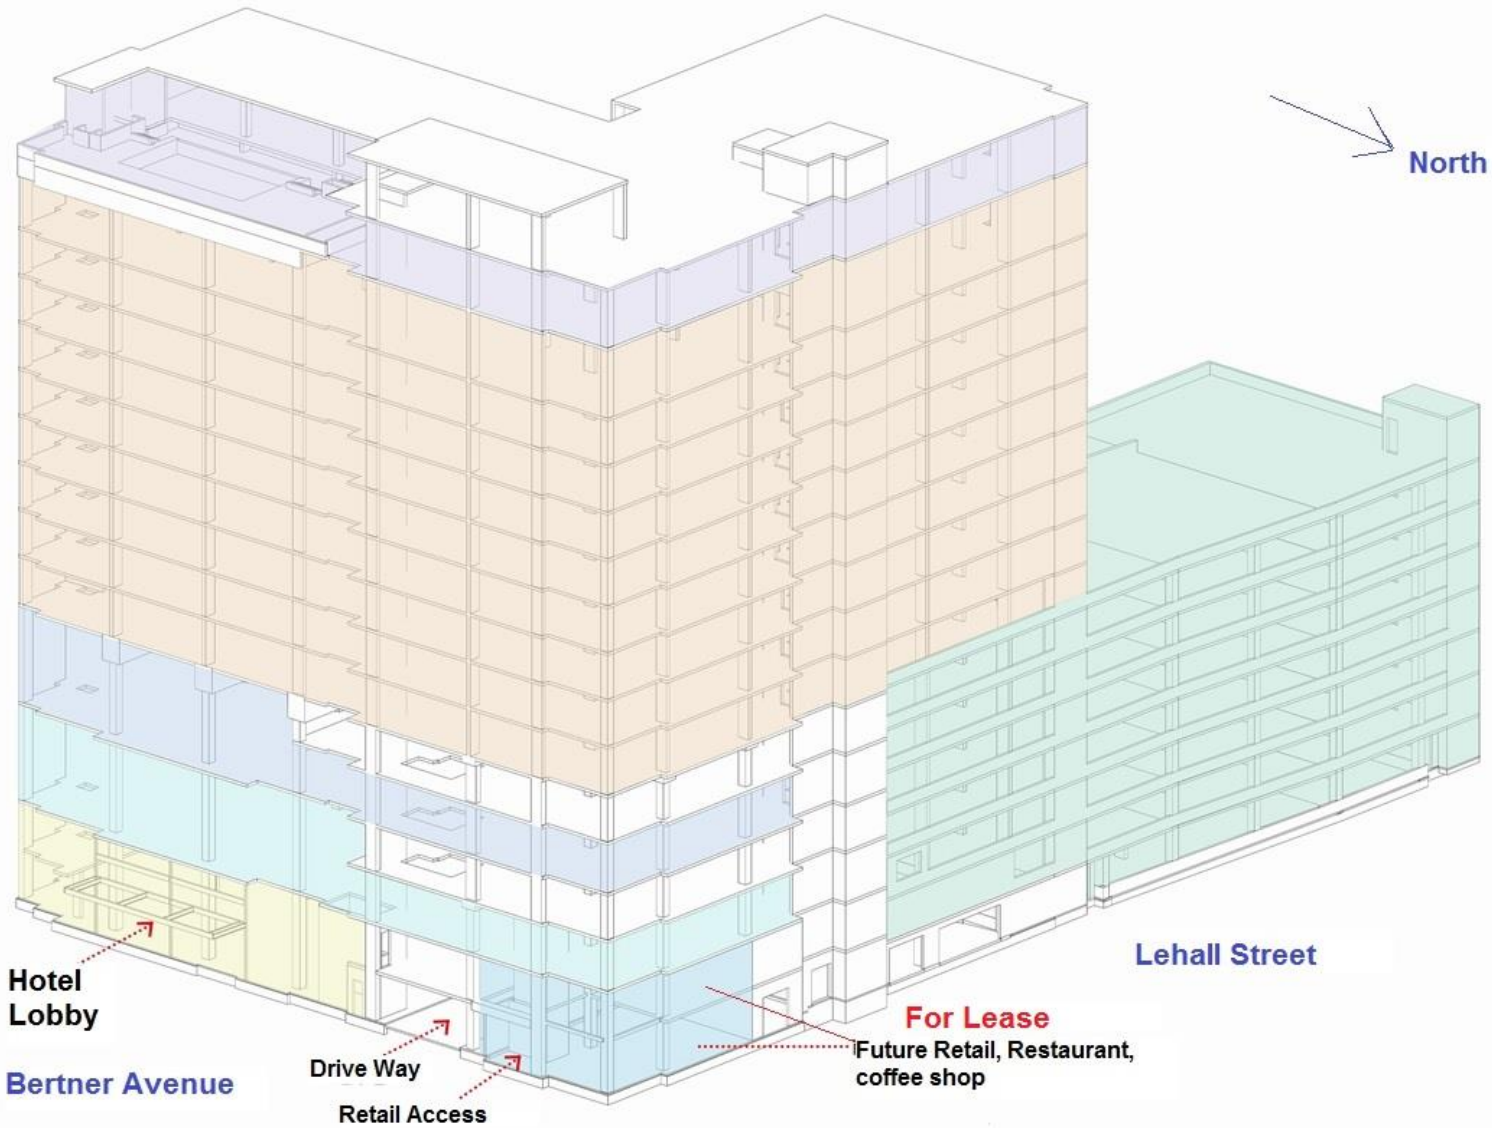 North
Lehall Street
Hotel
Lobby
For Lease
Future Retail, Restaurant,
coffee shop
Drive Way
Bertner Avenue
Retail Access